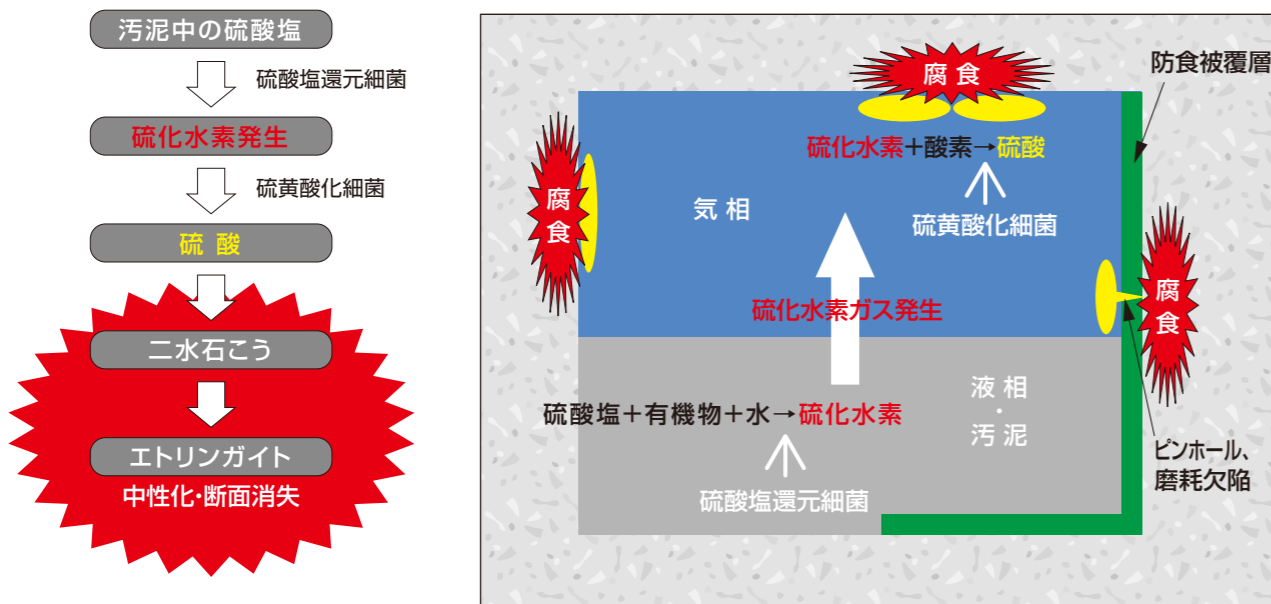 汚泥中の硫酸塩
硫酸塩還元細菌
硫化水素発生
硫黄酸化細菌
硫 酸
二水石こう
エトリンガイト
中性化・断面消失
腐 食
防食被覆層
硫化水素+酸素→硫酸
腐
食
気 相
硫黄酸化細菌
腐
食
硫化水素ガス発生
硫酸塩+有機物+水→硫化水素
液 相
・
汚 泥
ピンホール、
磨耗欠陥
硫酸塩還元細菌